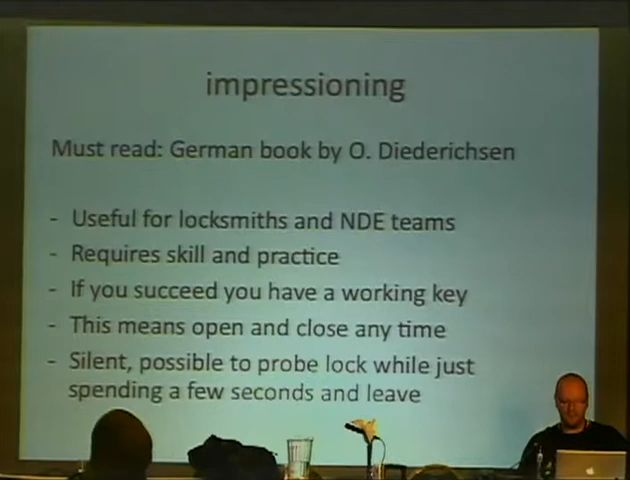 impressioning
Must read: German book by O. Diederichsen
- Useful for locksmiths and NDE teams
- Requires skill and practice
- If you succeed you have a working key
- This means open and close any time
- Silent, possible to probe lock while just
spending a few seconds and leave